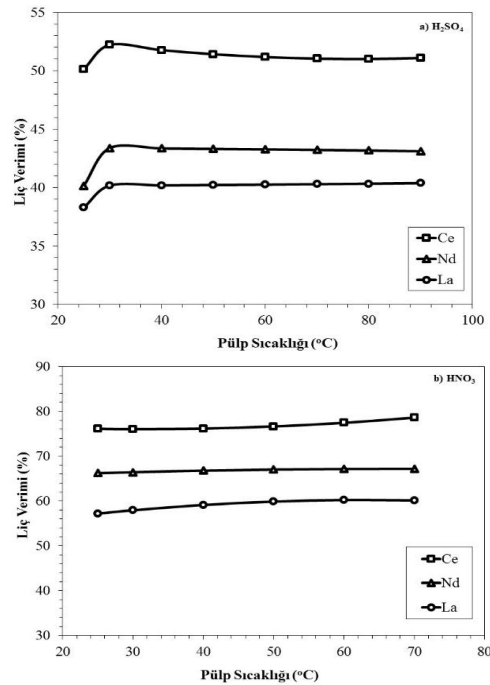 55
a) H₂SO₄
50
45
40
35
30
Liç Verimi (%)
Ce
Nd
La
20
40
60
80
100
Pülp Sıcaklığı (°C)
90
b) HNO₃
80
70
60
50
40
30
Liç Verimi (%)
Ce
Nd
La
20
30
40
50
60
70
80
Pülp Sıcaklığı (°C)